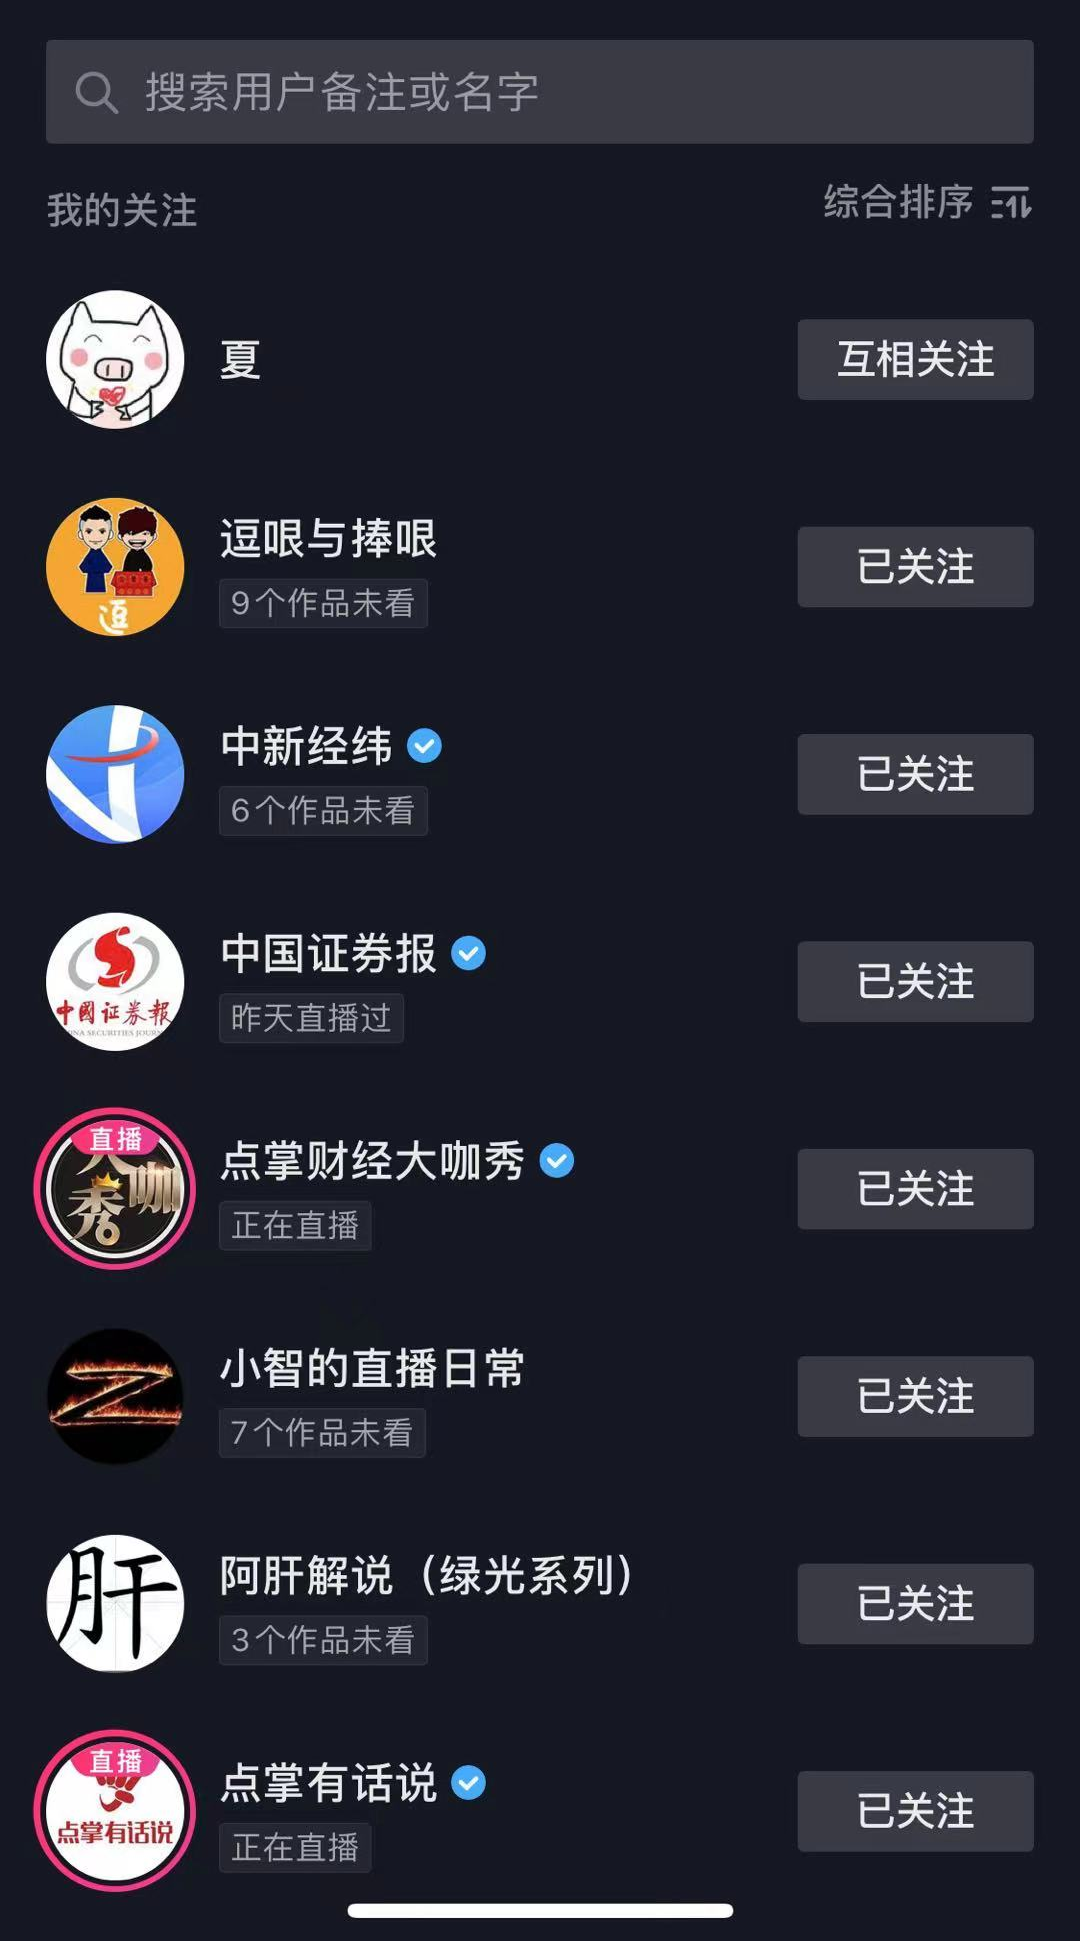 搜索用户备注或名字
我的关注
综合排序
夏
互相关注
逗哏与捧哏
9个作品未看
已关注
逗
中新经纬
6个作品未看
已关注
中国证券报
昨天直播过
已关注
中國证券報
CHINA SECURITIES JOURNAL
直播
大咖秀
点掌财经大咖秀
正在直播
已关注
Z
小智的直播日常
7个作品未看
已关注
肝
阿肝解说（绿光系列）
3个作品未看
已关注
直播
点掌有话说
点掌有话说
正在直播
已关注